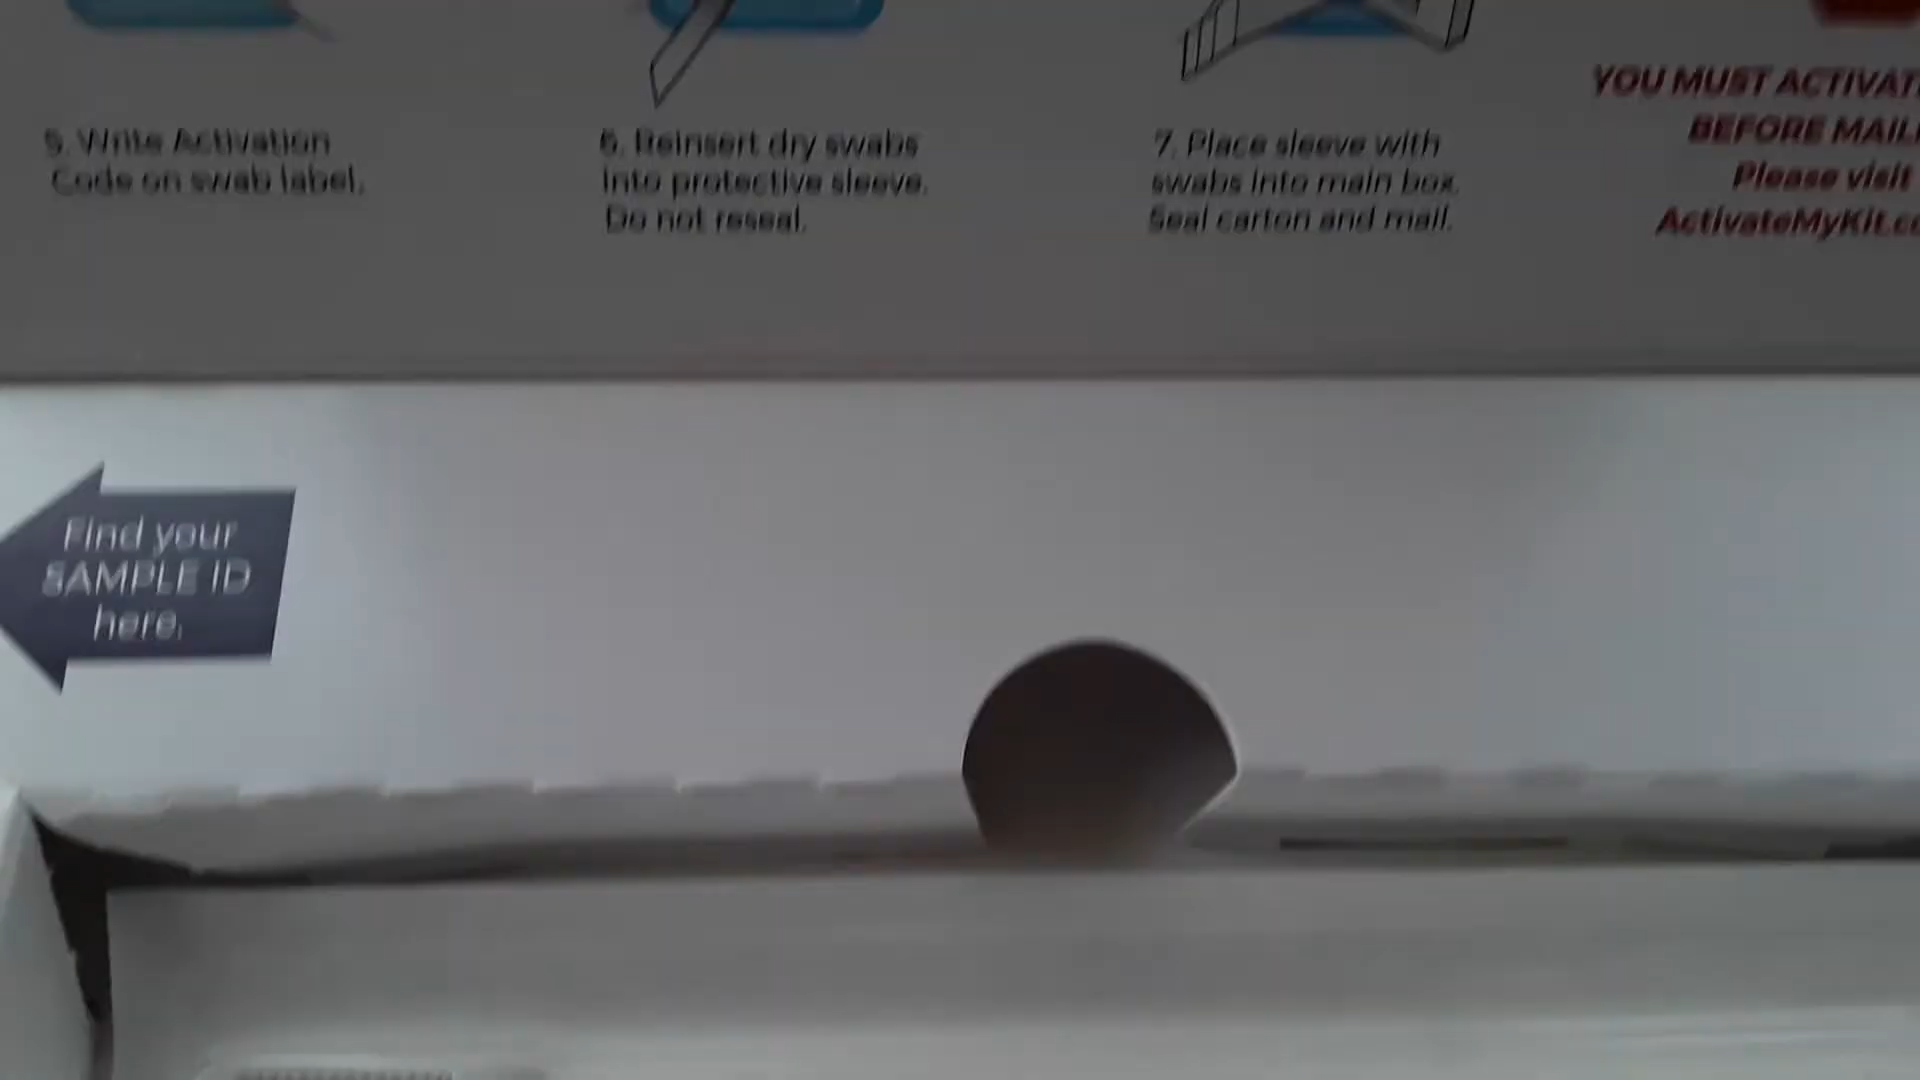 5. Write Activation
Code on swab label.
6. Reinsert dry swabs
into protective sleeve.
Do not reseal.
7. Place sleeve with
swabs into main box.
Seal carton and mail.
YOU MUST
BEFORE
Please visit
Find your
SAMPLE ID
here.